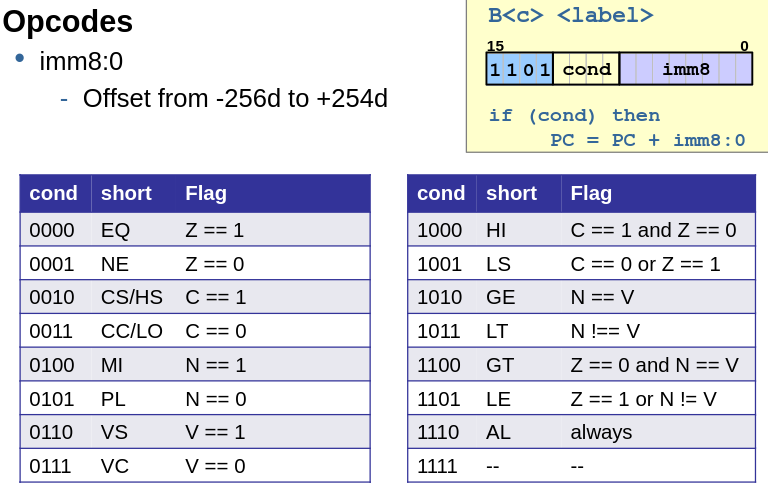 Opcodes
• imm8:0
- Offset from -256d to +254d
B<c> <label>
15 0
1 1 0 1 cond imm8
if (cond) then
PC = PC + imm8:0
cond short Flag
0000 EQ Z == 1
0001 NE Z == 0
0010 CS/HS C == 1
0011 CC/LO C == 0
0100 MI N == 1
0101 PL N == 0
0110 VS V == 1
0111 VC V == 0
cond short Flag
1000 HI C == 1 and Z == 0
1001 LS C == 0 or Z == 1
1010 GE N == V
1011 LT N !== V
1100 GT Z == 0 and N == V
1101 LE Z == 1 or N != V
1110 AL always
1111 -- --